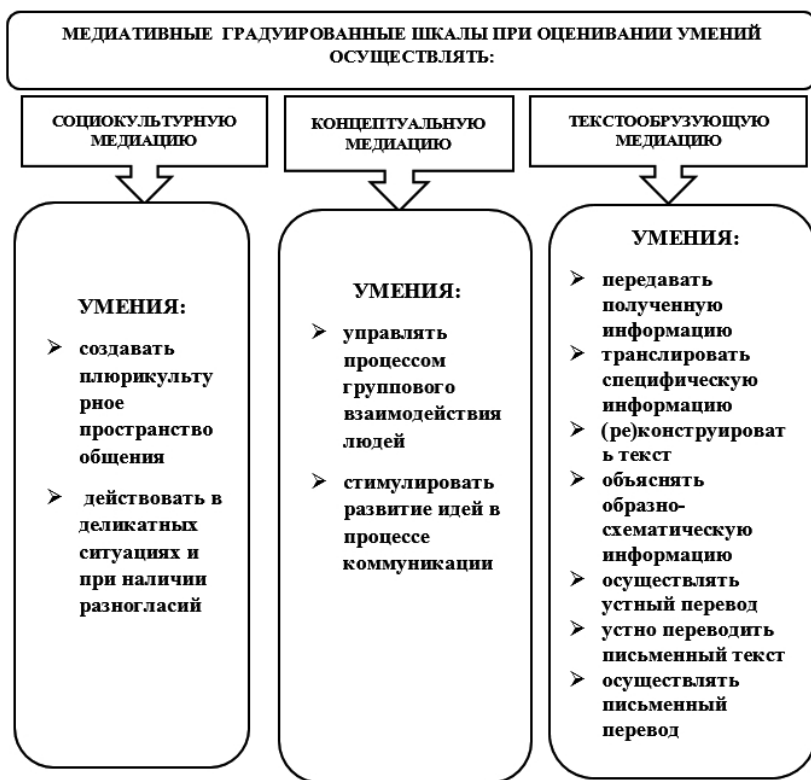 МЕДИАТИВНЫЕ ГРАДУИРОВАННЫЕ ШКАЛЫ ПРИ ОЦЕНИВАНИИ УМЕНИЙ
ОСУЩЕСТВЛЯТЬ:
СОЦИОКУЛЬТУРНУЮ
МЕДИАЦИЮ
КОНЦЕПТУАЛЬНУЮ
МЕДИАЦИЮ
ТЕКСТООБРУЗУЮЩУЮ
МЕДИАЦИЮ
УМЕНИЯ:
➢ создавать
плюрикульту
рное
пространство
общения
➢ действовать в
деликатных
ситуациях и
при наличии
разногласий
УМЕНИЯ:
➢ управлять
процессом
группового
взаимодействия
людей
➢ стимулировать
развитие идей в
процессе
коммуникации
УМЕНИЯ:
➢ передавать
полученную
информацию
➢ транслировать
специфическую
информацию
➢ (ре)конструироват
ь текст
➢ объяснять
образно-
схематическую
информацию
➢ осуществлять
устный перевод
➢ устно переводить
письменный текст
➢ осуществлять
письменный
перевод